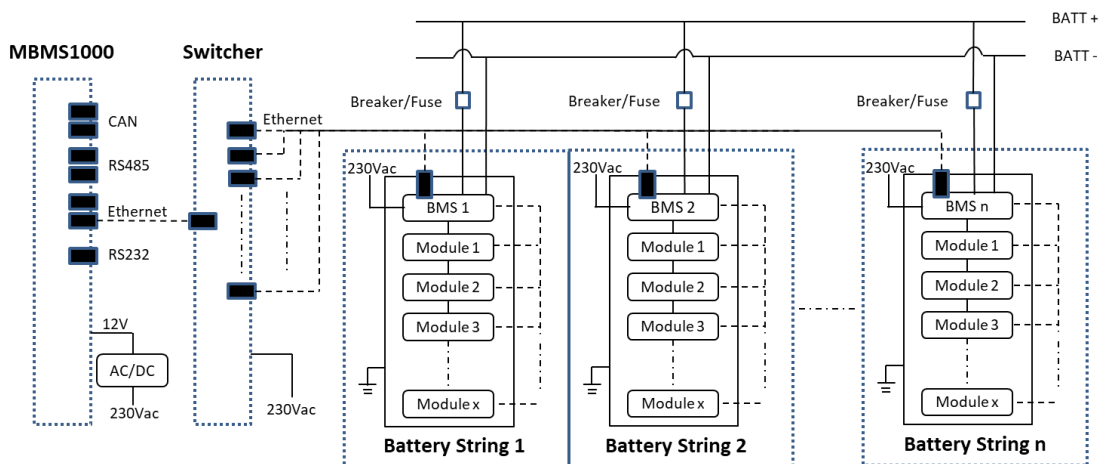 BATT +
MBMS1000
Switcher
BATT -
Breaker/Fuse
Breaker/Fuse
Breaker/Fuse
CAN
Ethernet
RS485
230Vac
230Vac
230Vac
Ethernet
BMS 1
BMS 2
BMS n
RS232
Module 1
Module 1
Module 1
Module 2
Module 2
Module 2
12V
Module 3
Module 3
Module 3
AC/DC
230Vac
230Vac
Module x
Module x
Module x
Battery String 1
Battery String 2
Battery String n